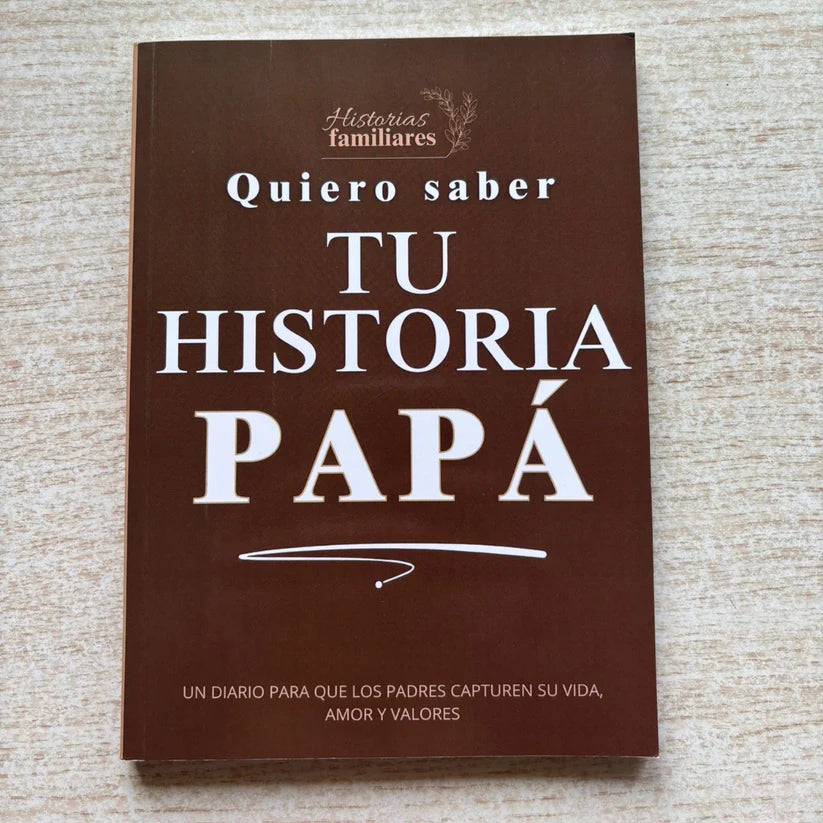 Historias
familiares
Quiero saber
TU
HISTORIA
PAPÁ
UN DIARIO PARA QUE LOS PADRES CAPTUREN SU VIDA,
AMOR Y VALORES